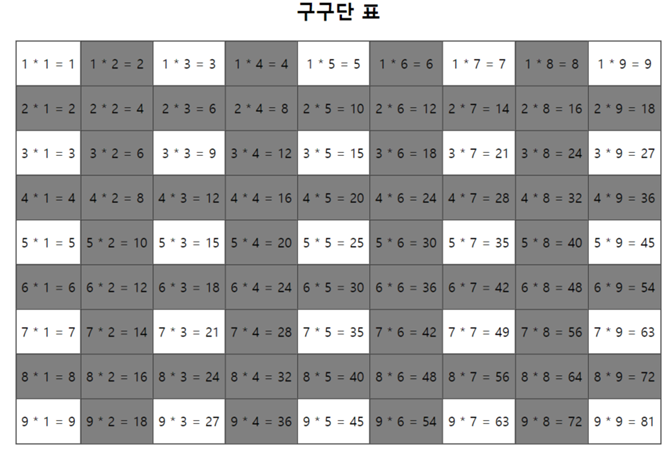 구구단 표
1 * 1 = 1 1 * 2 = 2 1 * 3 = 3 1 * 4 = 4 1 * 5 = 5 1 * 6 = 6 1 * 7 = 7 1 * 8 = 8 1 * 9 = 9
2 * 1 = 2 2 * 2 = 4 2 * 3 = 6 2 * 4 = 8 2 * 5 = 10 2 * 6 = 12 2 * 7 = 14 2 * 8 = 16 2 * 9 = 18
3 * 1 = 3 3 * 2 = 6 3 * 3 = 9 3 * 4 = 12 3 * 5 = 15 3 * 6 = 18 3 * 7 = 21 3 * 8 = 24 3 * 9 = 27
4 * 1 = 4 4 * 2 = 8 4 * 3 = 12 4 * 4 = 16 4 * 5 = 20 4 * 6 = 24 4 * 7 = 28 4 * 8 = 32 4 * 9 = 36
5 * 1 = 5 5 * 2 = 10 5 * 3 = 15 5 * 4 = 20 5 * 5 = 25 5 * 6 = 30 5 * 7 = 35 5 * 8 = 40 5 * 9 = 45
6 * 1 = 6 6 * 2 = 12 6 * 3 = 18 6 * 4 = 24 6 * 5 = 30 6 * 6 = 36 6 * 7 = 42 6 * 8 = 48 6 * 9 = 54
7 * 1 = 7 7 * 2 = 14 7 * 3 = 21 7 * 4 = 28 7 * 5 = 35 7 * 6 = 42 7 * 7 = 49 7 * 8 = 56 7 * 9 = 63
8 * 1 = 8 8 * 2 = 16 8 * 3 = 24 8 * 4 = 32 8 * 5 = 40 8 * 6 = 48 8 * 7 = 56 8 * 8 = 64 8 * 9 = 72
9 * 1 = 9 9 * 2 = 18 9 * 3 = 27 9 * 4 = 36 9 * 5 = 45 9 * 6 = 54 9 * 7 = 63 9 * 8 = 72 9 * 9 = 81